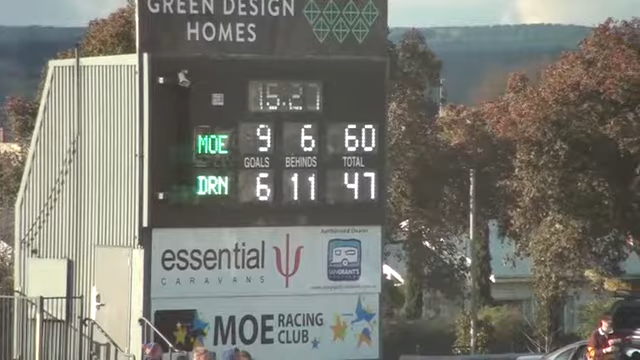 GREEN DESIGN
HOMES
15:27
MOE 9 6 60
GOALS BEHINDS TOTAL
DRN 6 11 47
essential
CARAVANS
MOE RACING
CLUB